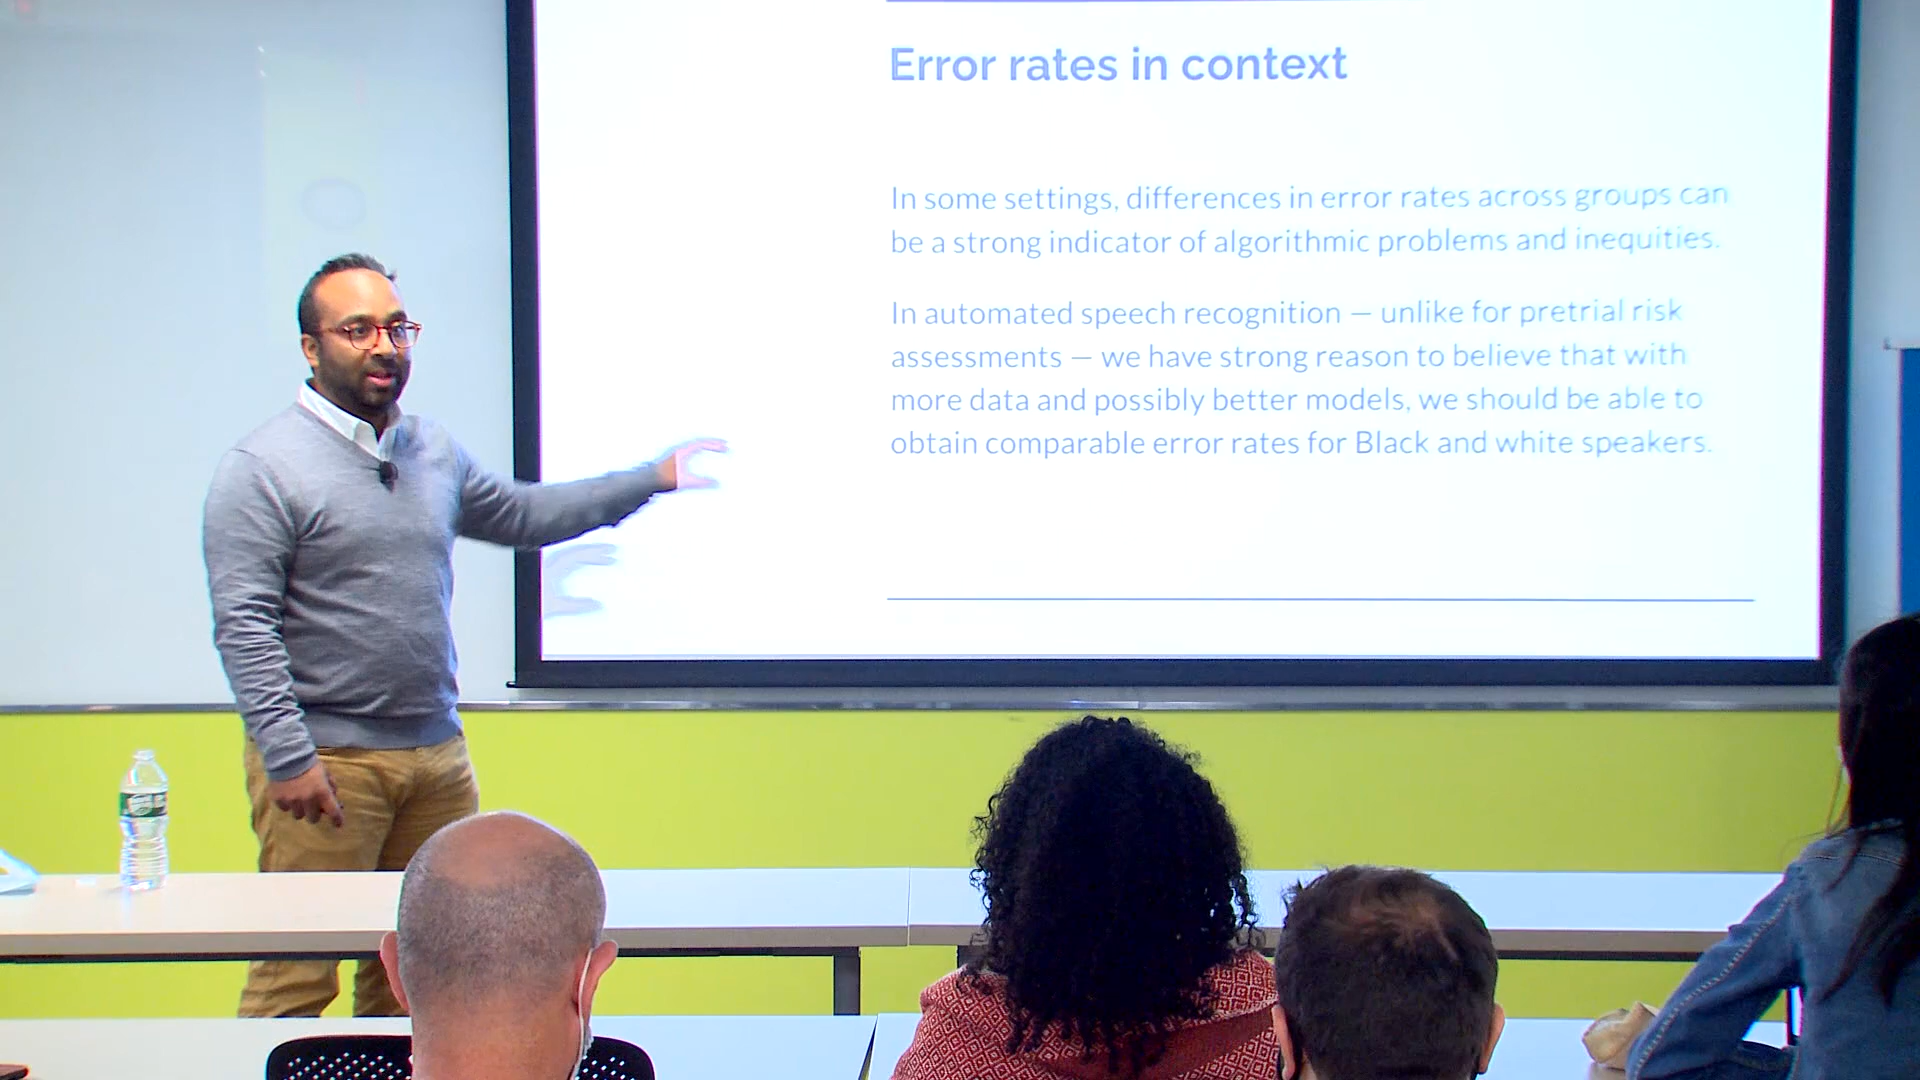 Error rates in context
In some settings, differences in error rates across groups can
be a strong indicator of algorithmic problems and inequities.
In automated speech recognition — unlike for pretrial risk
assessments — we have strong reason to believe that with
more data and possibly better models, we should be able to
obtain comparable error rates for Black and white speakers.